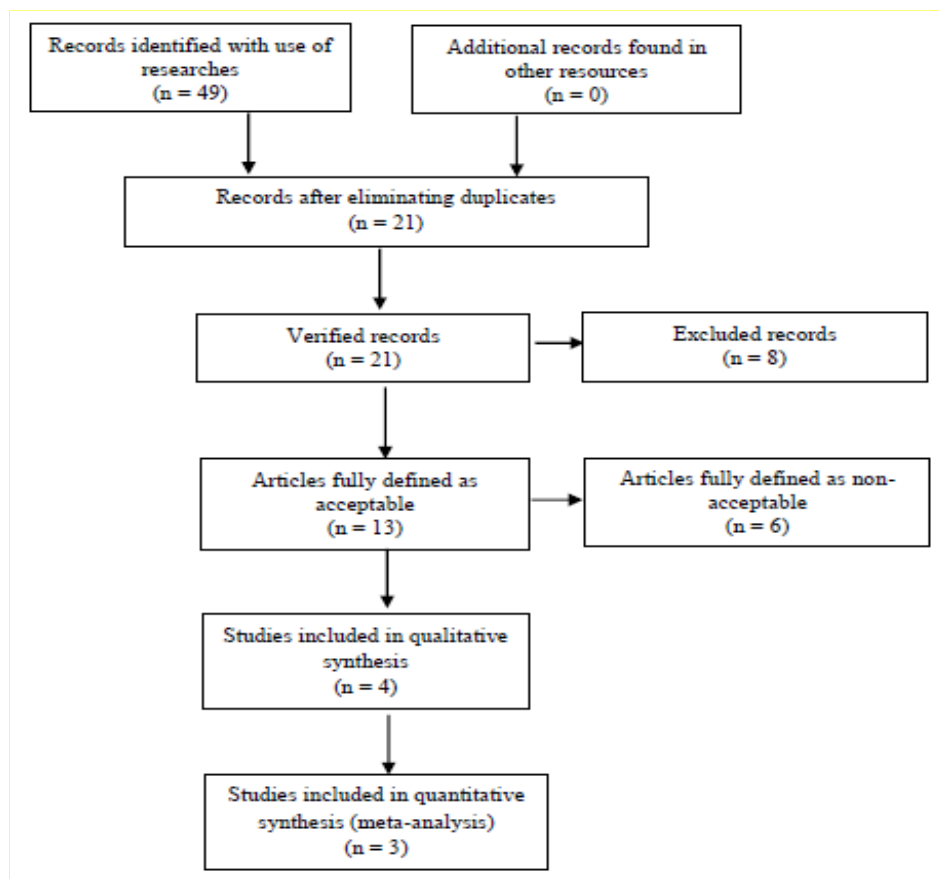 Records identified with use of
researches
(n = 49)
Additional records found in
other resources
(n = 0)
Records after eliminating duplicates
(n = 21)
Verified records
(n = 21)
Excluded records
(n = 8)
Articles fully defined as
acceptable
(n = 13)
Articles fully defined as non-
acceptable
(n = 6)
Studies included in qualitative
synthesis
(n = 4)
Studies included in quantitative
synthesis (meta-analysis)
(n = 3)